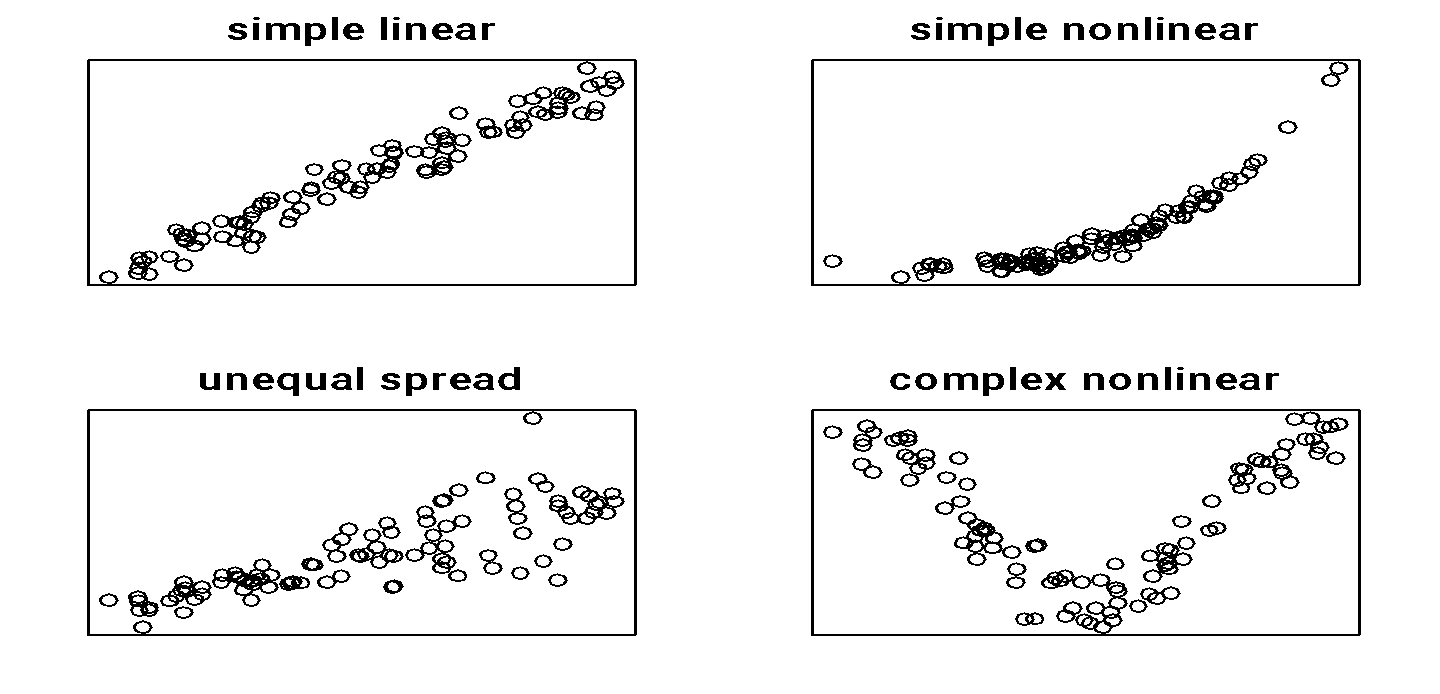 simple linear
simple nonlinear
unequal spread
complex nonlinear